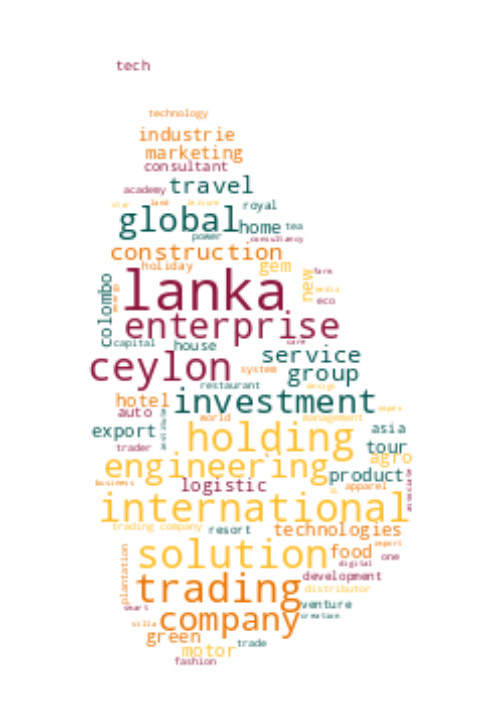 tech
technology
industrie
marketing
consultant
academy travel
star land leisure royal
global home tea
power consultancy
construction
holiday gem farm
colombo energy lanka new media
eco
enterprise
capital house care
ceylon service
system group
restaurant design
hotel investment impex
auto world management
export asia
trader holding tour
engineering agro
business logistic product
apparel
international
trading company resort technologies
solution food import
one
digital
plantation trading development
distributor
smart venture
company creation
villa
green trade
motor
fashion